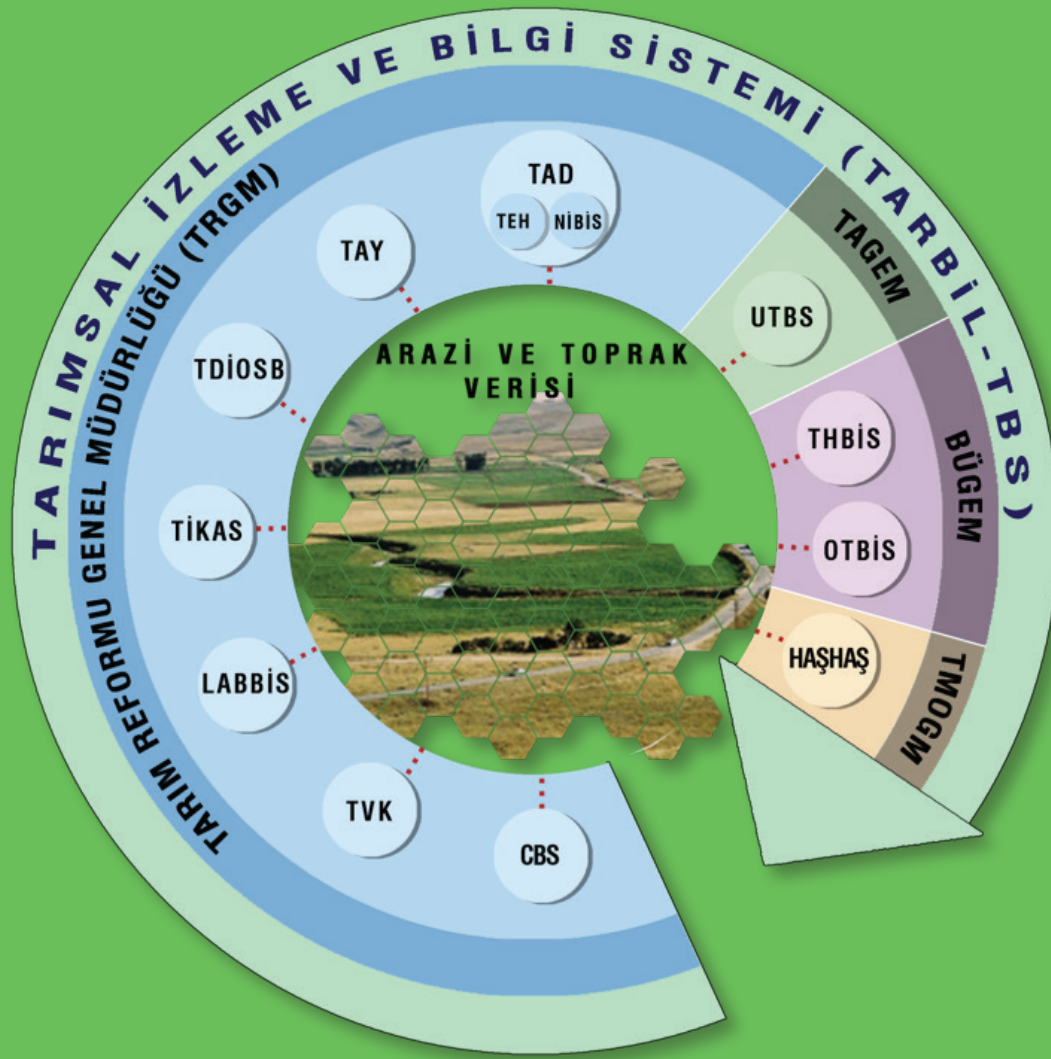 TARIMSAL İZLEME VE BİLGİ SİSTEMİ (TARBİL-TBS)
TARIM REFORMU GENEL MÜDÜRLÜĞÜ (TRGM)
TAD
TEH
NİBİS
TAY
TDİOSB
TİKAS
LABBİS
TVK
CBS
TAGEM
UTBS
BÜGEM
THBİS
OTBİS
TMOGM
HAŞHAŞ
ARAZİ VE TOPRAK
VERİSİ